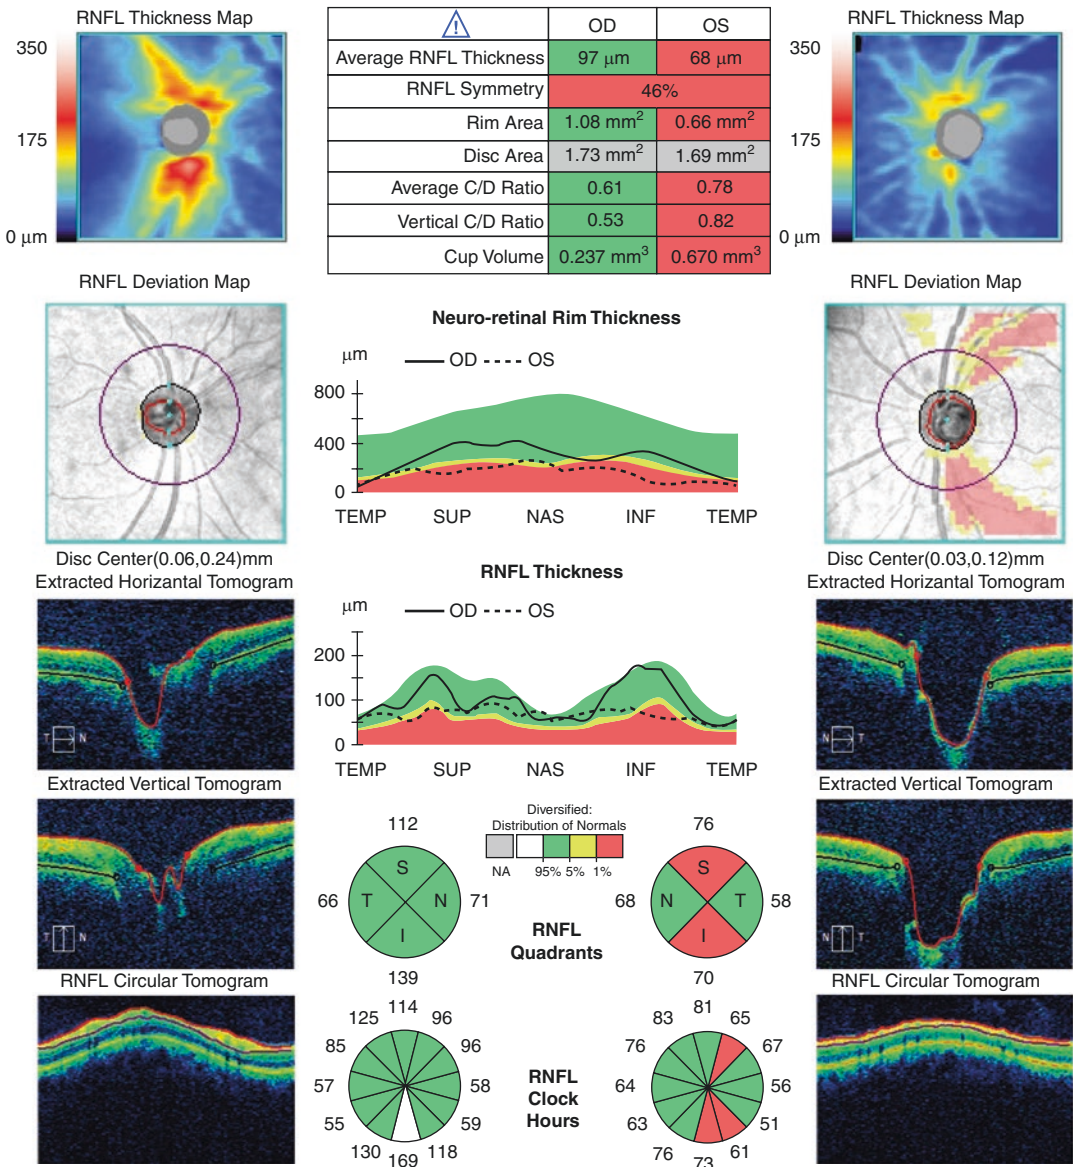 RNFL Thickness Map
350
175
0 μm
OD OS
Average RNFL Thickness 97 μm 68 μm
RNFL Symmetry 46%
Rim Area 1.08 mm² 0.66 mm²
Disc Area 1.73 mm² 1.69 mm²
Average C/D Ratio 0.61 0.78
Vertical C/D Ratio 0.53 0.82
Cup Volume 0.237 mm³ 0.670 mm³
RNFL Thickness Map
350
175
0 μm
RNFL Deviation Map
Disc Center(0.06,0.24)mm
Neuro-retinal Rim Thickness
μm
OD OS
800
400
0
TEMP SUP NAS INF TEMP
RNFL Deviation Map
Disc Center(0.03,0.12)mm
Extracted Horizantal Tomogram
T N
RNFL Thickness
μm
OD OS
200
100
0
TEMP SUP NAS INF TEMP
Extracted Horizantal Tomogram
N T
Extracted Vertical Tomogram
T N
Diversified:
Distribution of Normals
NA 95% 5% 1%
112
S
66 T N 71
I
139
RNFL
Quadrants
76
S
68 N T 58
I
70
Extracted Vertical Tomogram
T N
RNFL Circular Tomogram
114
125 96
85 96
57 58
55 59
130 118
169
RNFL
Clock
Hours
81
83 65
76 67
64 56
63 51
76 61
73
RNFL Circular Tomogram